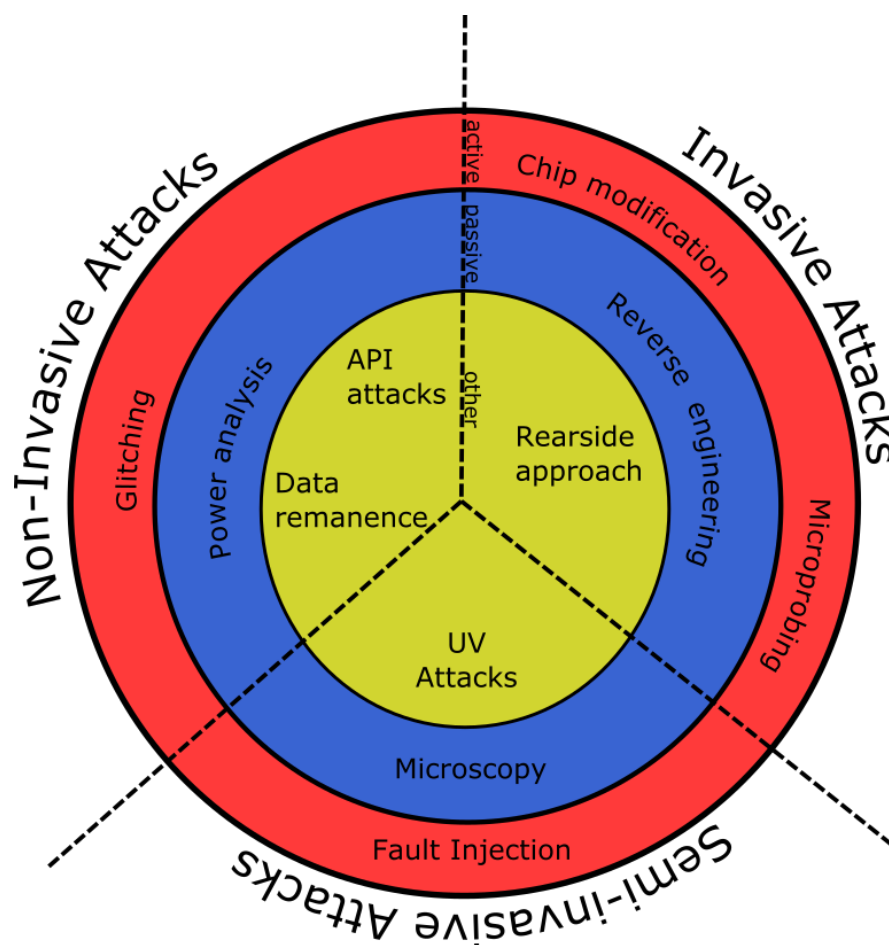 Non-Invasive Attacks
Invasive Attacks
Semi-invasive Attacks
active
passive
other
Chip modification
Microprobing
Glitching
Fault Injection
Reverse engineering
Power analysis
Microscopy
API
attacks
Data
remanence
Rearside
approach
UV
Attacks